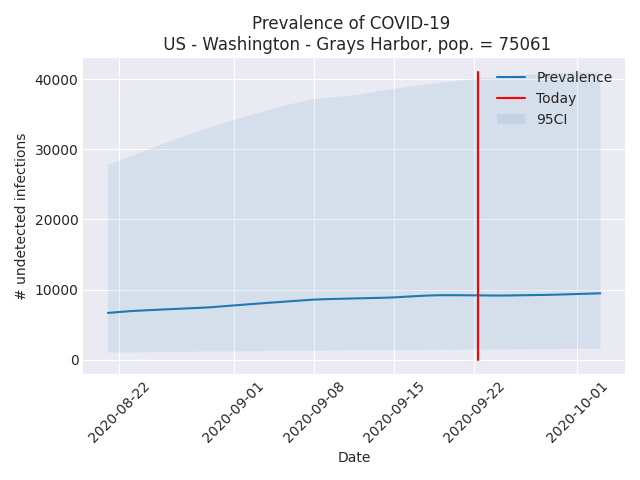 Prevalence of COVID-19
US - Washington - Grays Harbor, pop. = 75061
40000
30000
20000
10000
0
# undetected infections
Prevalence
Today
95CI
2020-08-22
2020-09-01
2020-09-08
2020-09-15
2020-09-22
2020-10-01
Date